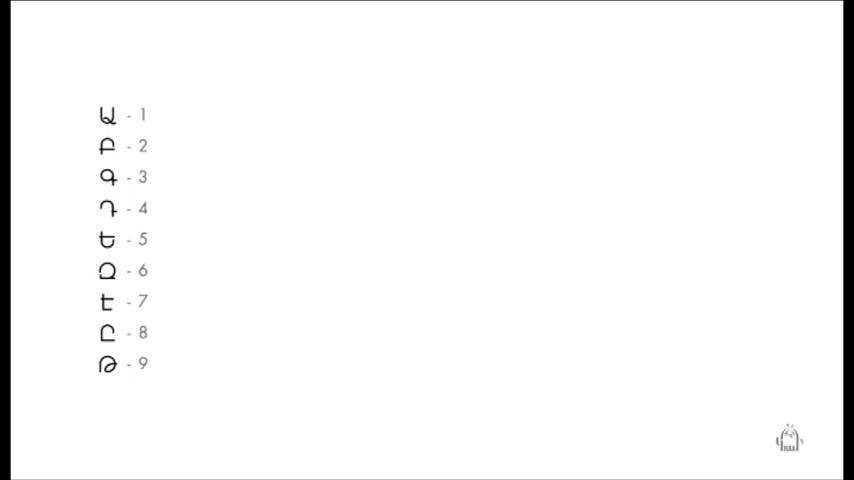 Ա - 1
Բ - 2
Գ - 3
Դ - 4
Ե - 5
Զ - 6
Է - 7
Ը - 8
Թ - 9